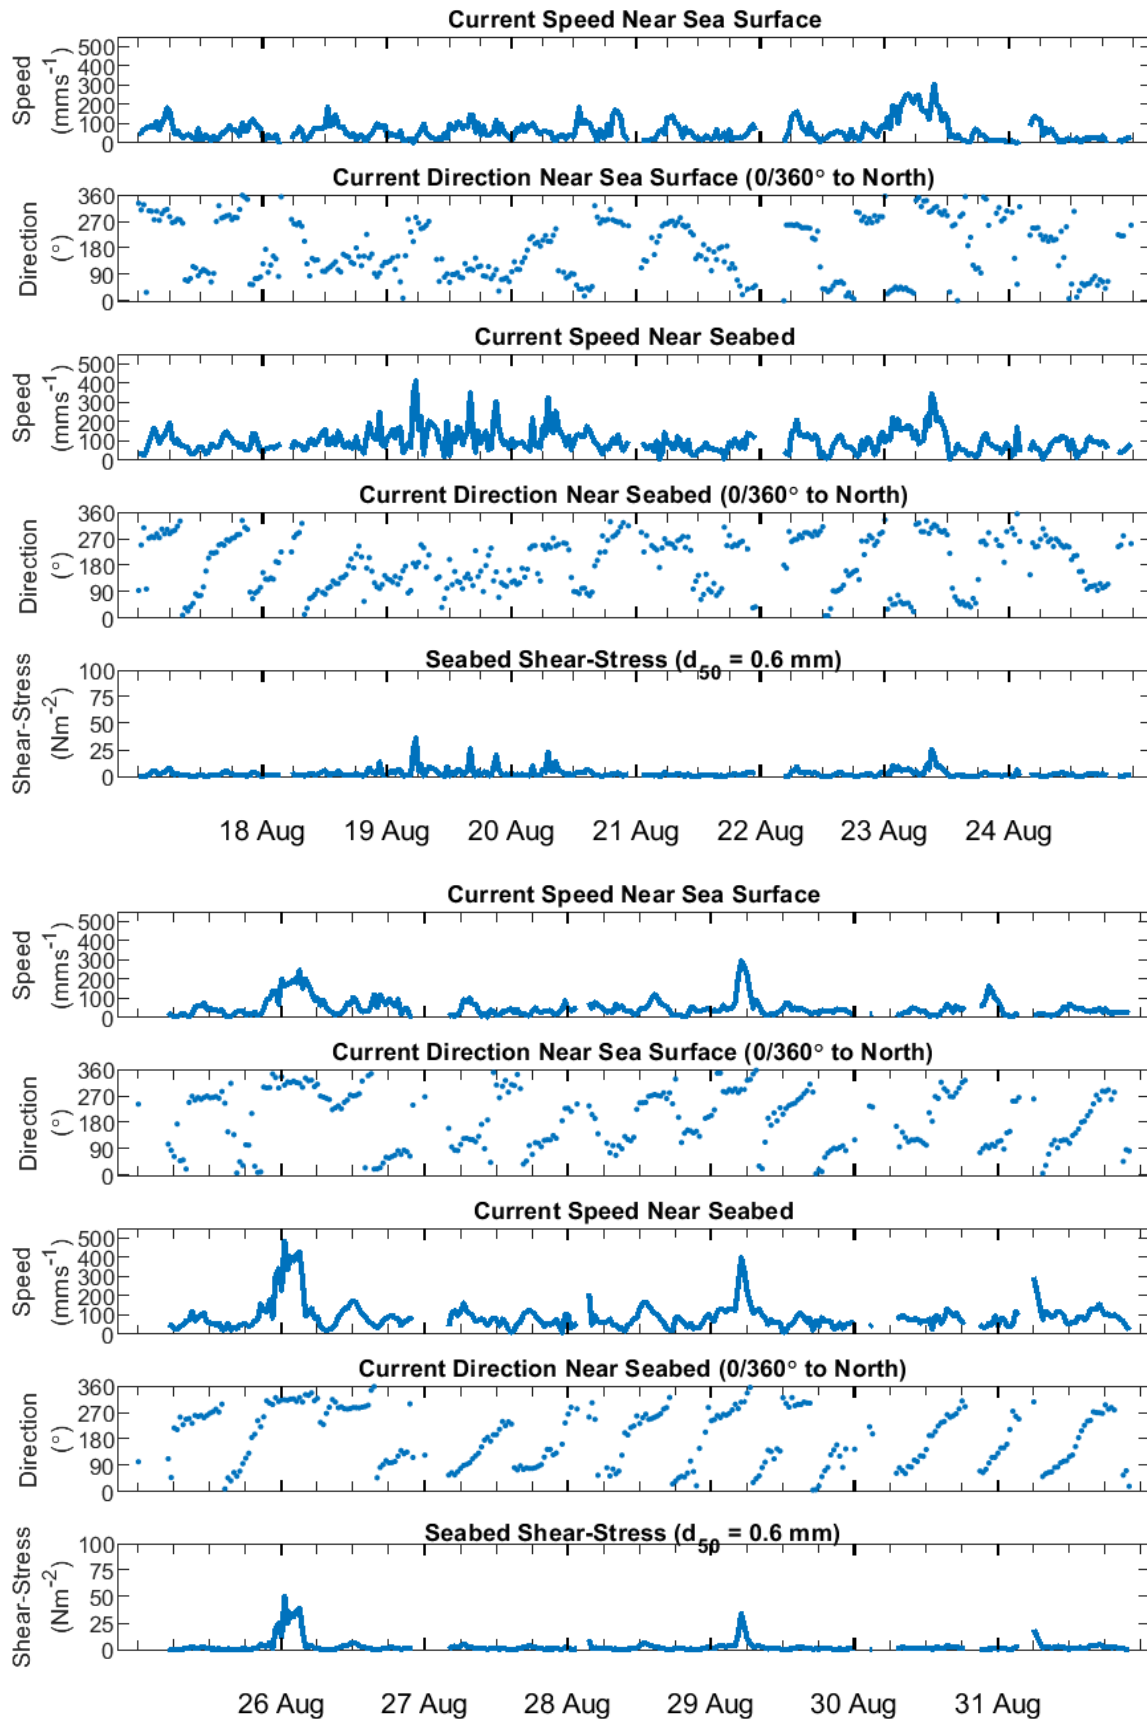 Current Speed Near Sea Surface
Speed
(mms⁻¹)
500
400
300
200
100
0
Current Direction Near Sea Surface (0/360° to North)
Direction
(°)
360
270
180
90
0
Current Speed Near Seabed
Speed
(mms⁻¹)
500
400
300
200
100
0
Current Direction Near Seabed (0/360° to North)
Direction
(°)
360
270
180
90
0
Seabed Shear-Stress (d₅₀ = 0.6 mm)
Shear-Stress
(Nm⁻²)
100
75
50
25
0
18 Aug 19 Aug 20 Aug 21 Aug 22 Aug 23 Aug 24 Aug
Current Speed Near Sea Surface
Speed
(mms⁻¹)
500
400
300
200
100
0
Current Direction Near Sea Surface (0/360° to North)
Direction
(°)
360
270
180
90
0
Current Speed Near Seabed
Speed
(mms⁻¹)
500
400
300
200
100
0
Current Direction Near Seabed (0/360° to North)
Direction
(°)
360
270
180
90
0
Seabed Shear-Stress (d₅₀ = 0.6 mm)
Shear-Stress
(Nm⁻²)
100
75
50
25
0
26 Aug 27 Aug 28 Aug 29 Aug 30 Aug 31 Aug